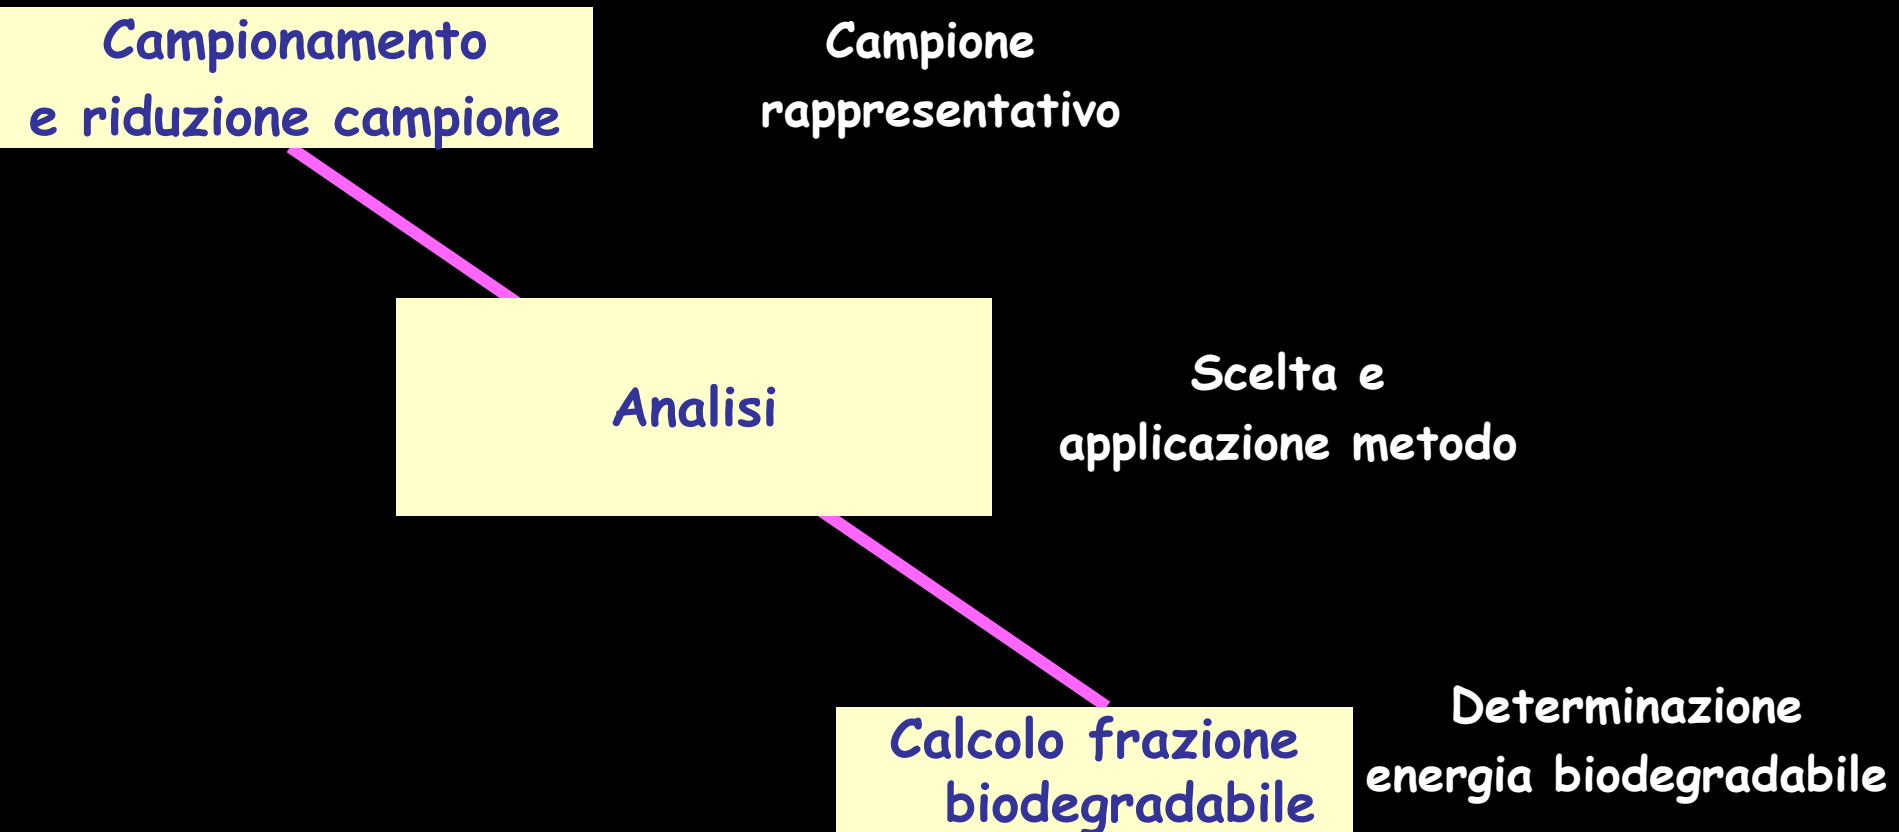 Campionamento
e riduzione campione
Campione
rappresentativo
Analisi
Scelta e
applicazione metodo
Calcolo frazione
biodegradabile
Determinazione
energia biodegradabile